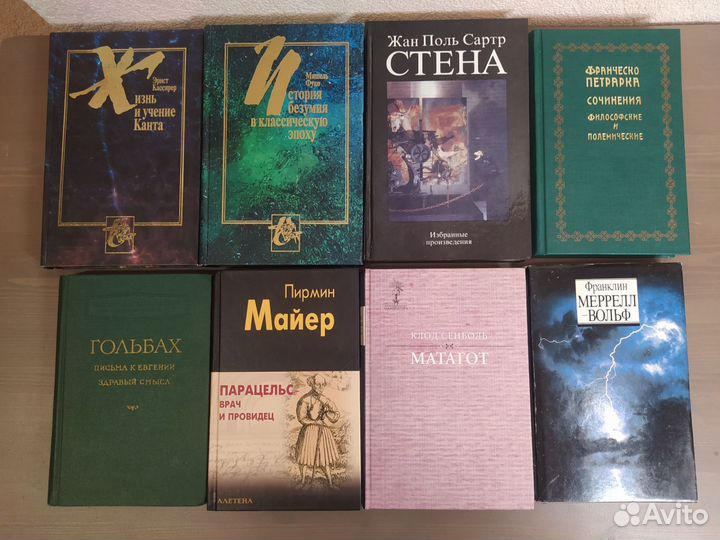 Эрнст
Кассирер
Жизнь
и учение
Канта
Мишель
Фуко
История
безумия
в классическую
эпоху
Жан Поль Сартр
СТЕНА
Избранные
произведения
ФРАНЧЕСКО
ПЕТРАРКА
СОЧИНЕНИЯ
ФИЛОСОФСКИЕ
И
ПОЛЕМИЧЕСКИЕ
ГОЛЬБАХ
ПИСЬМА К ЕВГЕНИИ
ЗДРАВЫЙ СМЫСЛ
Пирмин
Майер
ПАРАЦЕЛЬС
ВРАЧ
И ПРОВИДЕЦ
АЛЕТЕЙА
КЛОД СЕНЬОЛЬ
МАТАГОТ
Франклин
МЕРРЕЛЛ
–ВОЛЬФ
Avito